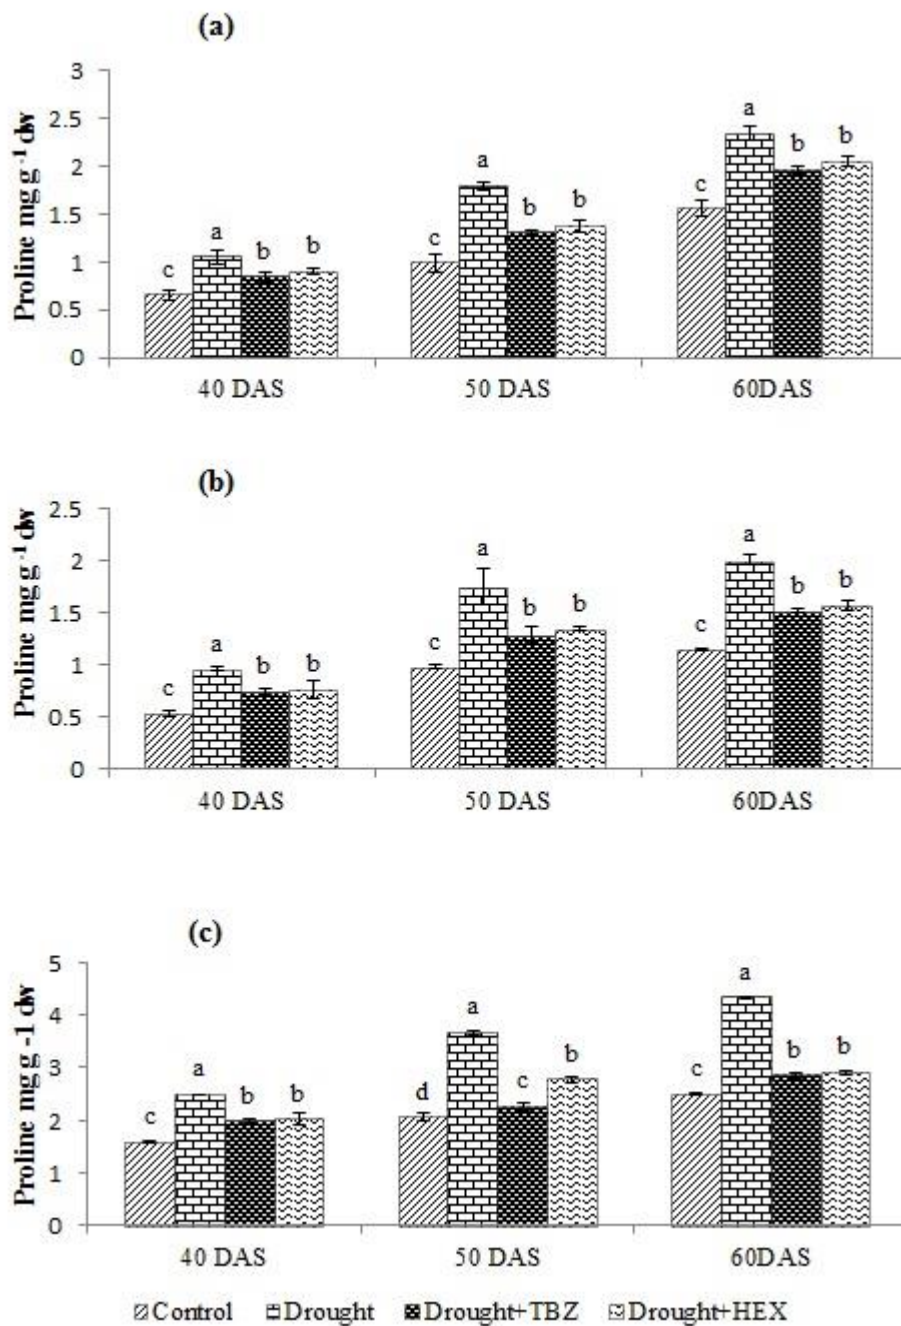 (a)
Proline mg g⁻¹ dw
3
2.5
2
1.5
1
0.5
0
c a b b
c a b b
c a b b
40 DAS 50 DAS 60DAS
(b)
Proline mg g⁻¹ dw
2.5
2
1.5
1
0.5
0
c a b b
c a b b
c a b b
40 DAS 50 DAS 60DAS
(c)
Proline mg g -1 dw
5
4
3
2
1
0
c a b b
d a c b
c a b b
40 DAS 50 DAS 60DAS
Control Drought Drought+TBZ Drought+HEX